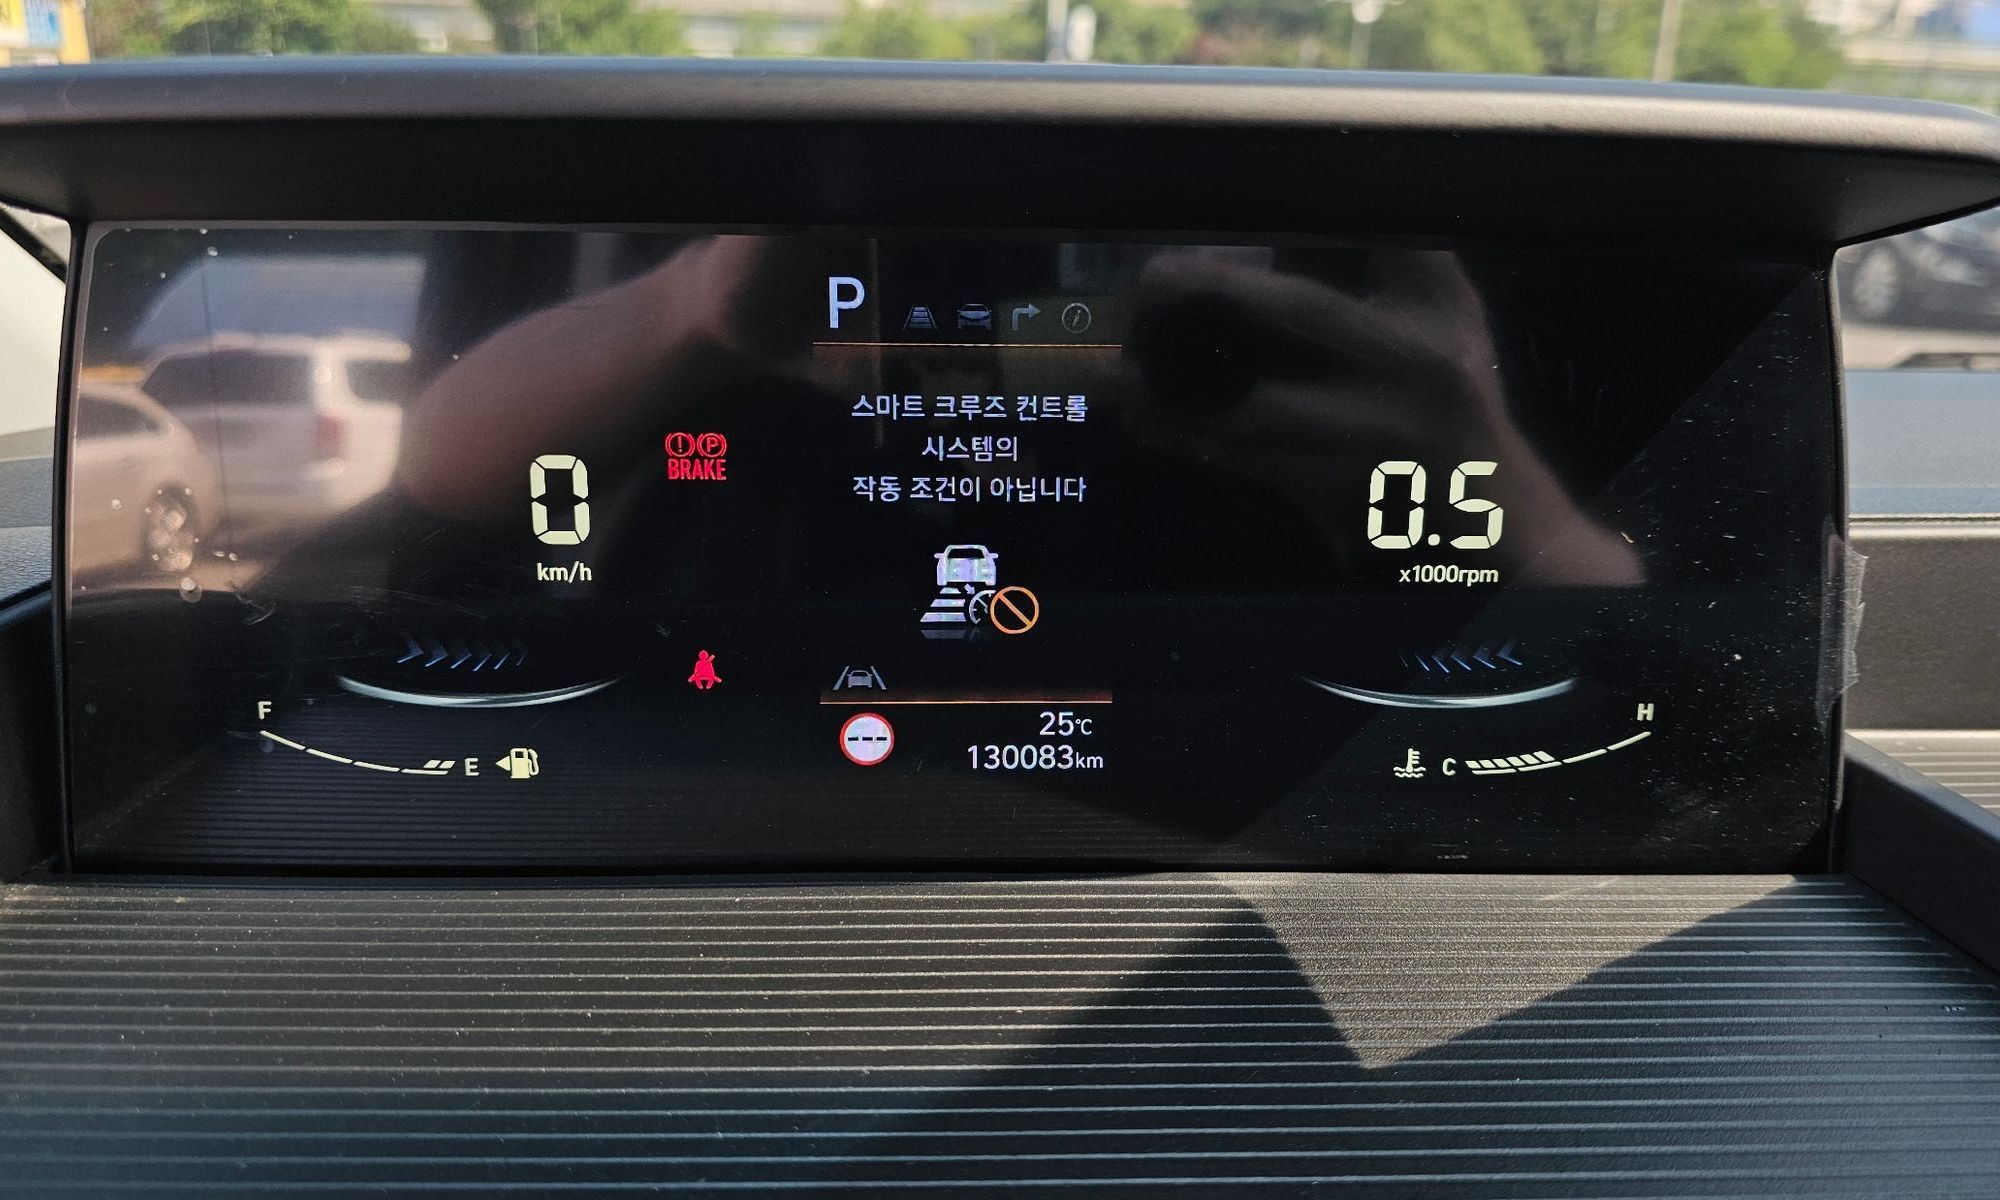 P
스마트 크루즈 컨트롤
시스템의
작동 조건이 아닙니다
BRAKE
0
km/h
0.5
x1000rpm
F
E
25℃
130083km
C
H